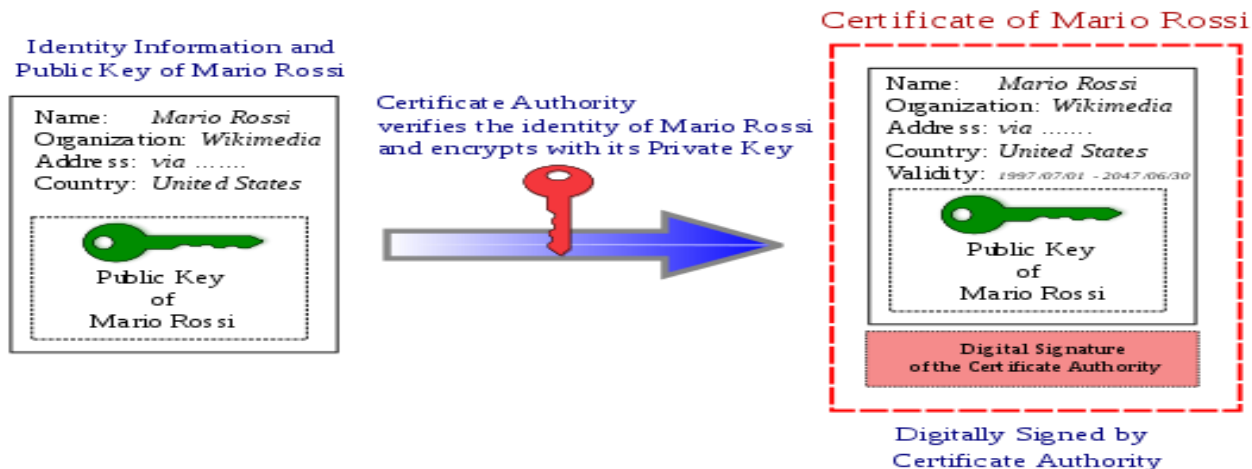 Identity Information and
Public Key of Mario Rossi
Name: Mario Rossi
Organization: Wikimedia
Address: via .......
Country: United States
Public Key
of
Mario Rossi
Certificate Authority
verifies the identity of Mario Rossi
and encrypts with its Private Key
Certificate of Mario Rossi
Name: Mario Rossi
Organization: Wikimedia
Address: via .......
Country: United States
Validity: 1997/07/01 - 2047/06/30
Public Key
of
Mario Rossi
Digital Signature
of the Certificate Authority
Digitally Signed by
Certificate Authority